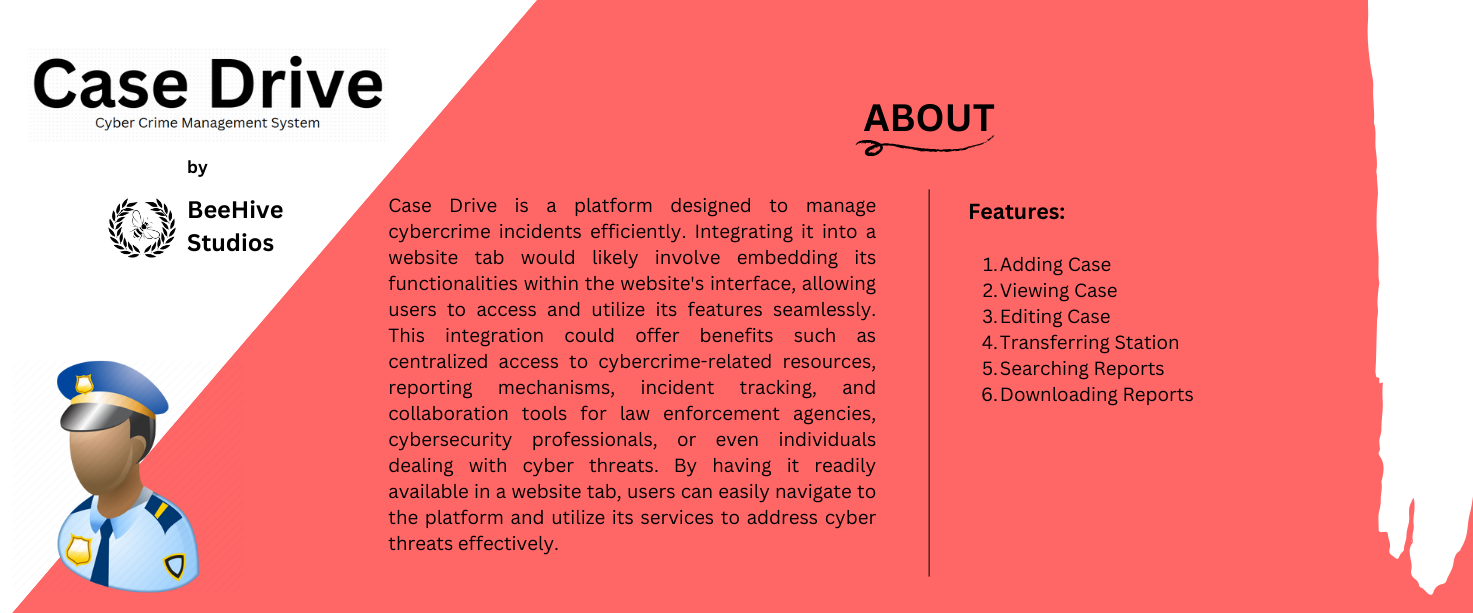 Case Drive
Cyber Crime Management System
by
BeeHive
Studios
ABOUT
Case Drive is a platform designed to manage
cybercrime incidents efficiently. Integrating it into a
website tab would likely involve embedding its
functionalities within the website's interface, allowing
users to access and utilize its features seamlessly.
This integration could offer benefits such as
centralized access to cybercrime-related resources,
reporting mechanisms, incident tracking, and
collaboration tools for law enforcement agencies,
cybersecurity professionals, or even individuals
dealing with cyber threats. By having it readily
available in a website tab, users can easily navigate to
the platform and utilize its services to address cyber
threats effectively.
Features:
1. Adding Case
2. Viewing Case
3. Editing Case
4. Transferring Station
5. Searching Reports
6. Downloading Reports